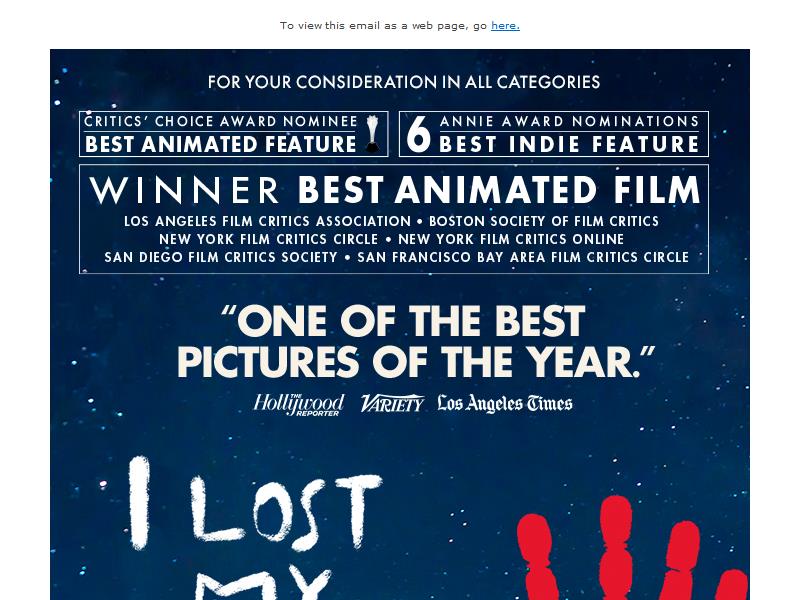 To view this email as a web page, go here.
FOR YOUR CONSIDERATION IN ALL CATEGORIES
CRITICS' CHOICE AWARD NOMINEE
BEST ANIMATED FEATURE
6 ANNIE AWARD NOMINATIONS
BEST INDIE FEATURE
WINNER BEST ANIMATED FILM
LOS ANGELES FILM CRITICS ASSOCIATION • BOSTON SOCIETY OF FILM CRITICS
NEW YORK FILM CRITICS CIRCLE • NEW YORK FILM CRITICS ONLINE
SAN DIEGO FILM CRITICS SOCIETY • SAN FRANCISCO BAY AREA FILM CRITICS CIRCLE
“ONE OF THE BEST
PICTURES OF THE YEAR.”
THE Hollywood REPORTER VARIETY Los Angeles Times
I LOST
MY